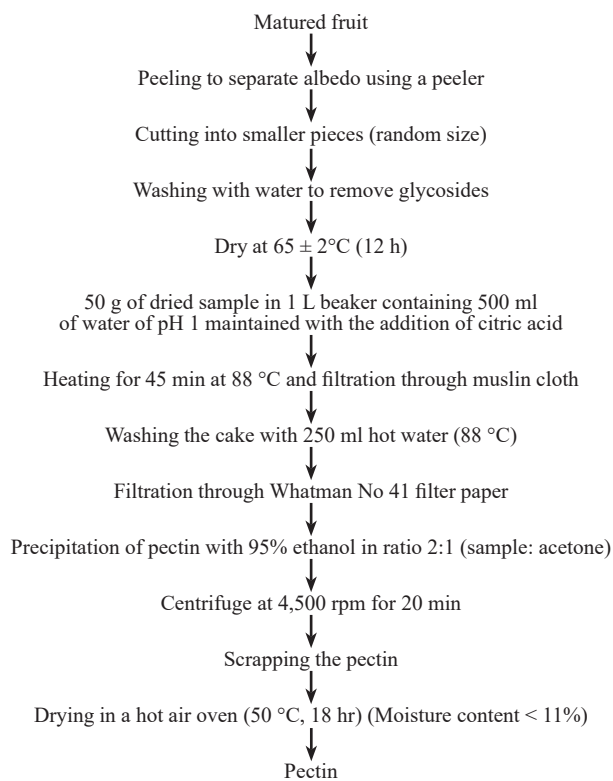 Matured fruit
Peeling to separate albedo using a peeler
Cutting into smaller pieces (random size)
Washing with water to remove glycosides
Dry at 65 ± 2°C (12 h)
50 g of dried sample in 1 L beaker containing 500 ml
of water of pH 1 maintained with the addition of citric acid
Heating for 45 min at 88 °C and filtration through muslin cloth
Washing the cake with 250 ml hot water (88 °C)
Filtration through Whatman No 41 filter paper
Precipitation of pectin with 95% ethanol in ratio 2:1 (sample: acetone)
Centrifuge at 4,500 rpm for 20 min
Scrapping the pectin
Drying in a hot air oven (50 °C, 18 hr) (Moisture content < 11%)
Pectin